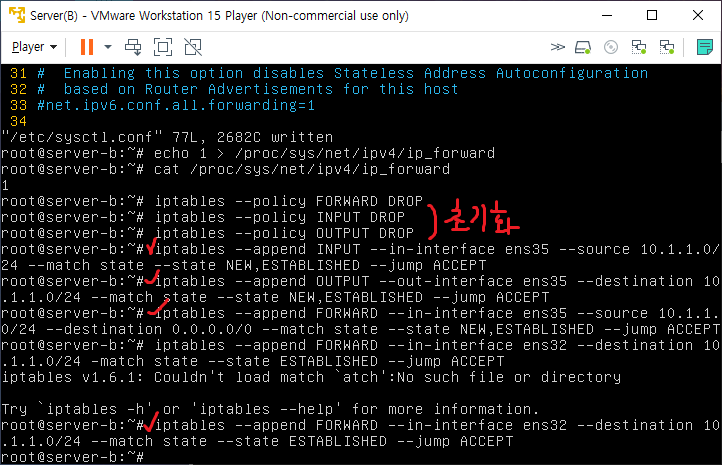 Server(B) - VMware Workstation 15 Player (Non-commercial use only)
Player
31 #  Enabling this option disables Stateless Address Autoconfiguration
32 #  based on Router Advertisements for this host
33 #net.ipv6.conf.all.forwarding=1
34
"/etc/sysctl.conf" 77L, 2682C written
root@server-b:~# echo 1 > /proc/sys/net/ipv4/ip_forward
root@server-b:~# cat /proc/sys/net/ipv4/ip_forward
1
root@server-b:~# iptables --policy FORWARD DROP
root@server-b:~# iptables --policy INPUT DROP
초기화
root@server-b:~# iptables --policy OUTPUT DROP
root@server-b:~# iptables --append INPUT --in-interface ens35 --source 10.1.1.0/
24 --match state --state NEW,ESTABLISHED --jump ACCEPT
root@server-b:~# iptables --append OUTPUT --out-interface ens35 --destination 10
.1.1.0/24 --match state --state NEW,ESTABLISHED --jump ACCEPT
root@server-b:~# iptables --append FORWARD --in-interface ens35 --source 10.1.1.
0/24 --destination 0.0.0.0/0 --match state --state NEW,ESTABLISHED --jump ACCEPT
root@server-b:~# iptables --append FORWARD --in-interface ens32 --destination 10
.1.1.0/24 -match state --state ESTABLISHED --jump ACCEPT
iptables v1.6.1: Couldn't load match `atch':No such file or directory
Try `iptables -h' or 'iptables --help' for more information.
root@server-b:~# iptables --append FORWARD --in-interface ens32 --destination 10
.1.1.0/24 --match state --state ESTABLISHED --jump ACCEPT
root@server-b:~#